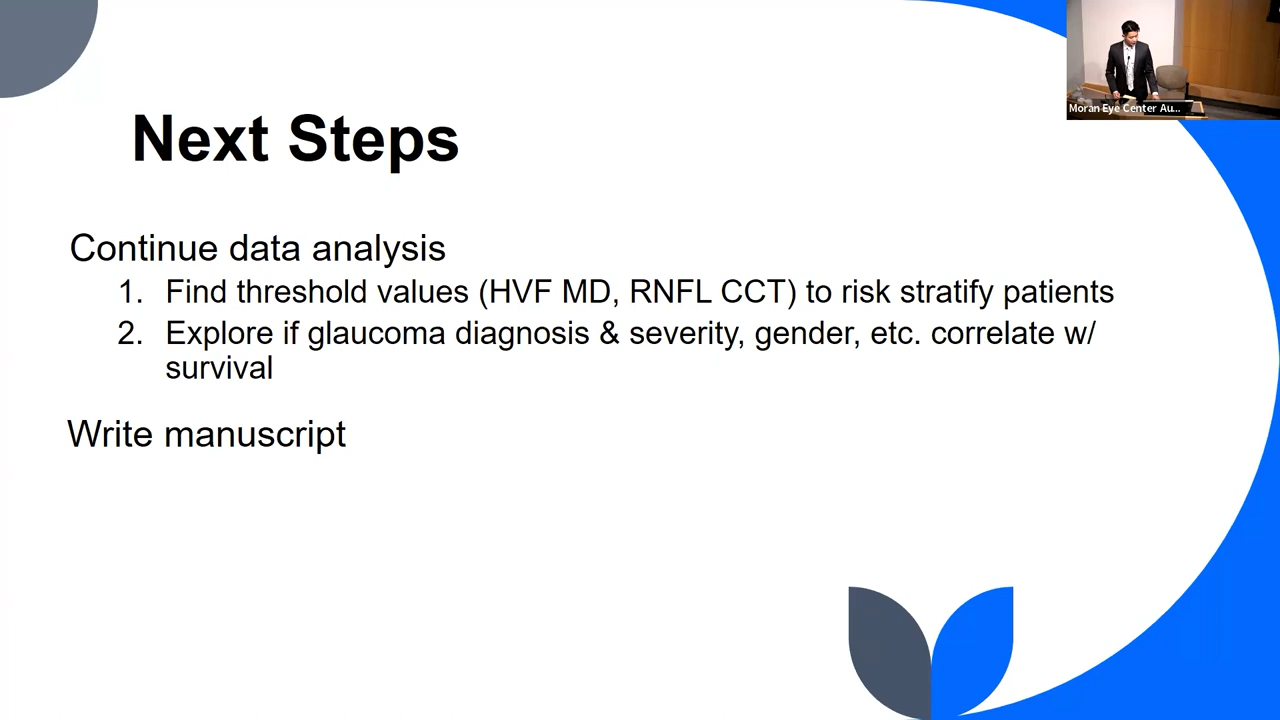 Moran Eye Center Au...
Next Steps
Continue data analysis
1. Find threshold values (HVF MD, RNFL CCT) to risk stratify patients
2. Explore if glaucoma diagnosis & severity, gender, etc. correlate w/
survival
Write manuscript